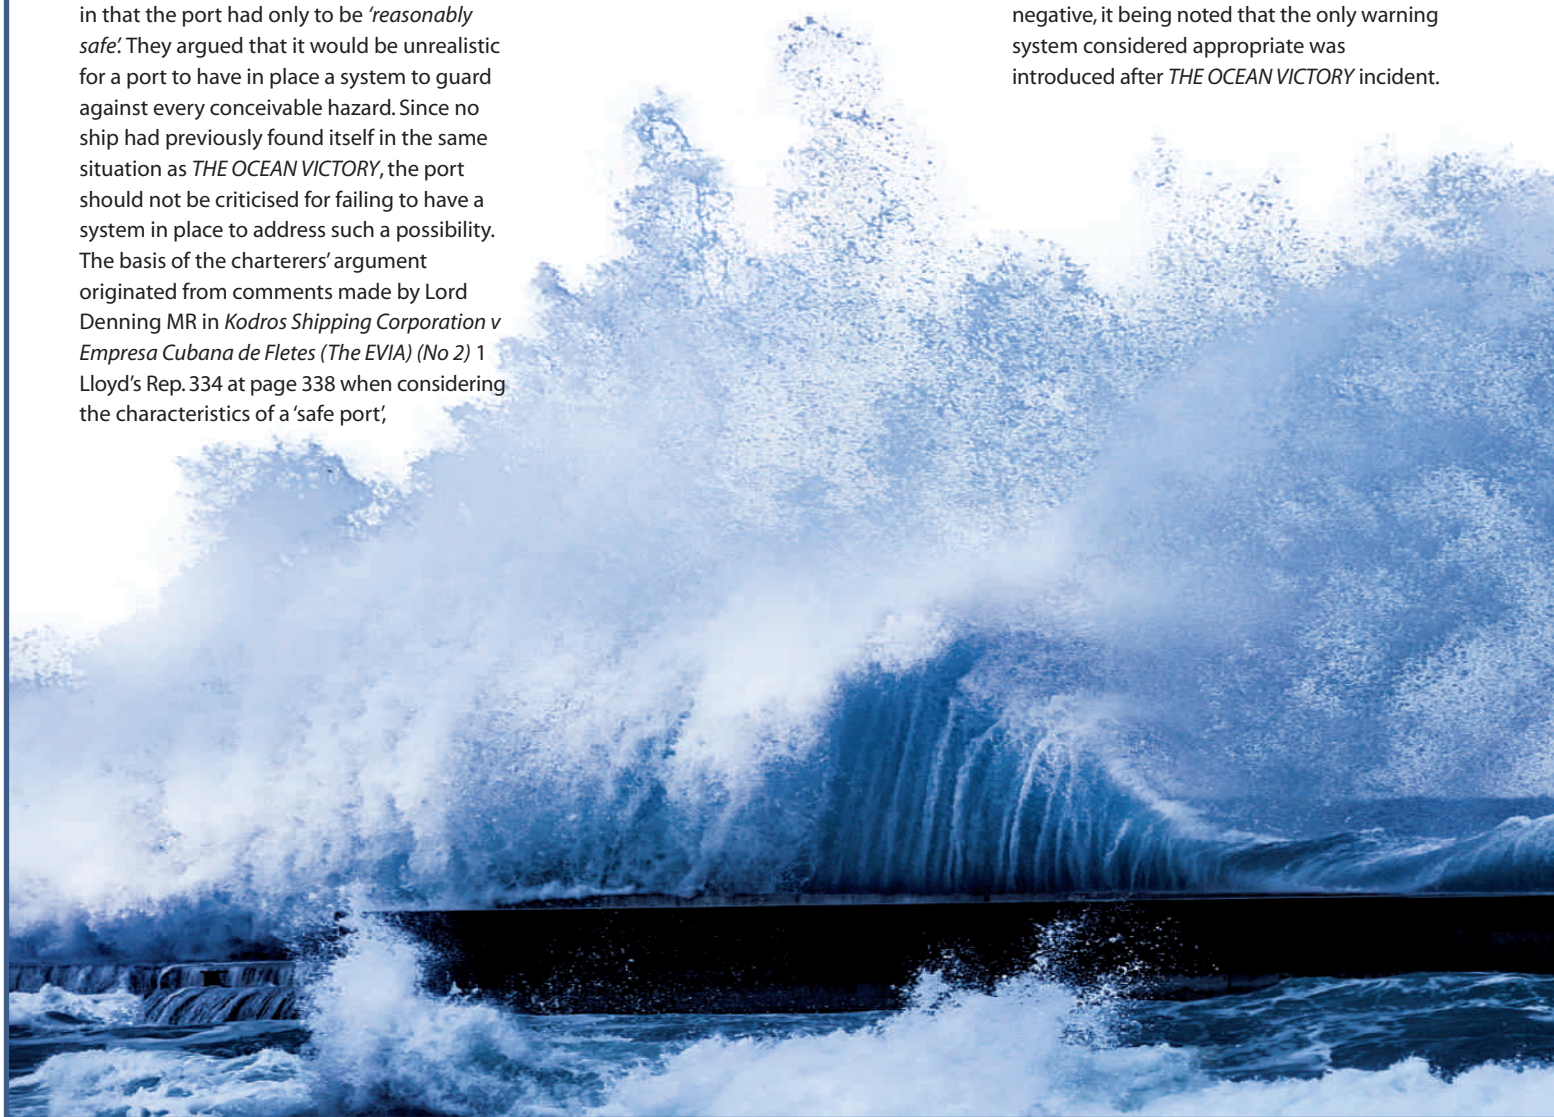 in that the port had only to be ‘reasonably
safe’. They argued that it would be unrealistic
for a port to have in place a system to guard
against every conceivable hazard. Since no
ship had previously found itself in the same
situation as THE OCEAN VICTORY, the port
should not be criticised for failing to have a
system in place to address such a possibility.
The basis of the charterers’ argument
originated from comments made by Lord
Denning MR in Kodros Shipping Corporation v
Empresa Cubana de Fletes (The EVIA) (No 2) 1
Lloyd’s Rep. 334 at page 338 when considering
the characteristics of a ‘safe port’,
negative, it being noted that the only warning
system considered appropriate was
introduced after THE OCEAN VICTORY incident.